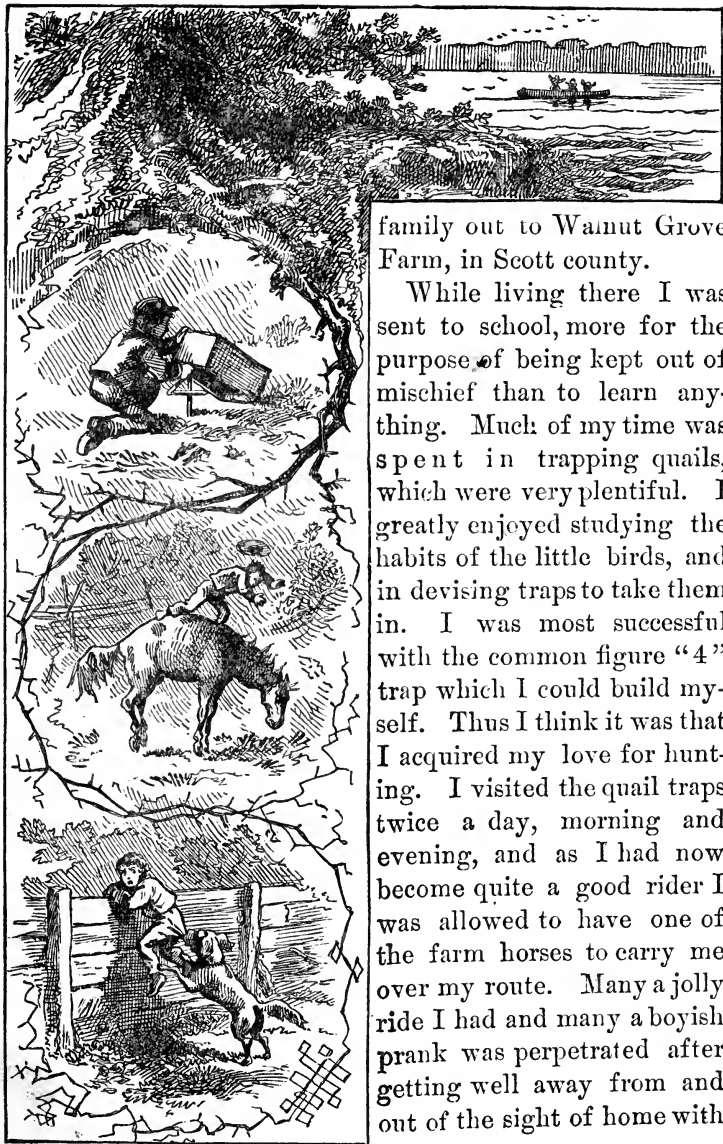 family out to Walnut Grove
Farm, in Scott county.
While living there I was
sent to school, more for the
purpose of being kept out of
mischief than to learn any-
thing. Much of my time was
spent in trapping quails,
which were very plentiful. I
greatly enjoyed studying the
habits of the little birds, and
in devising traps to take them
in. I was most successful
with the common figure “4”
trap which I could build my-
self. Thus I think it was that
I acquired my love for hunt-
ing. I visited the quail traps
twice a day, morning and
evening, and as I had now
become quite a good rider I
was allowed to have one of
the farm horses to carry me
over my route. Many a jolly
ride I had and many a boyish
prank was perpetrated after
getting well away from and
out of the sight of home with